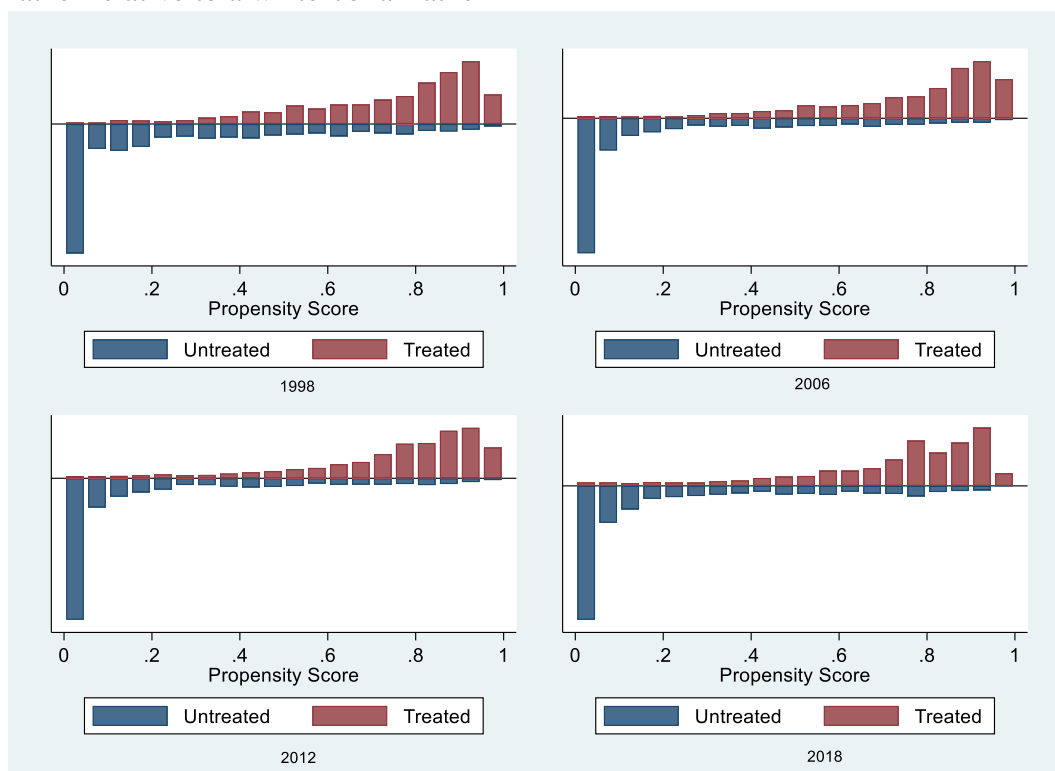 0 .2 .4 .6 .8 1
Propensity Score
Untreated Treated
1998
0 .2 .4 .6 .8 1
Propensity Score
Untreated Treated
2006
0 .2 .4 .6 .8 1
Propensity Score
Untreated Treated
2012
0 .2 .4 .6 .8 1
Propensity Score
Untreated Treated
2018